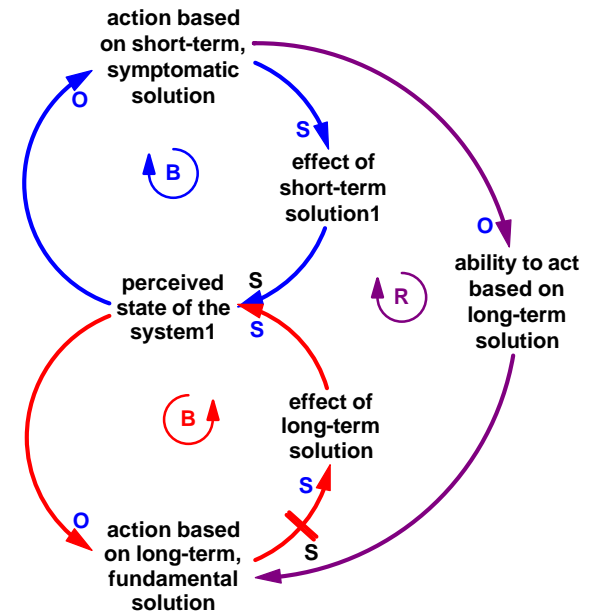 action based
on short-term,
symptomatic
solution
O
S
B
effect of
short-term
solution1
O
ability to act
based on
long-term
solution
perceived
state of the
system1
S
S
R
B
effect of
long-term
solution
S
O
S
action based
on long-term,
fundamental
solution